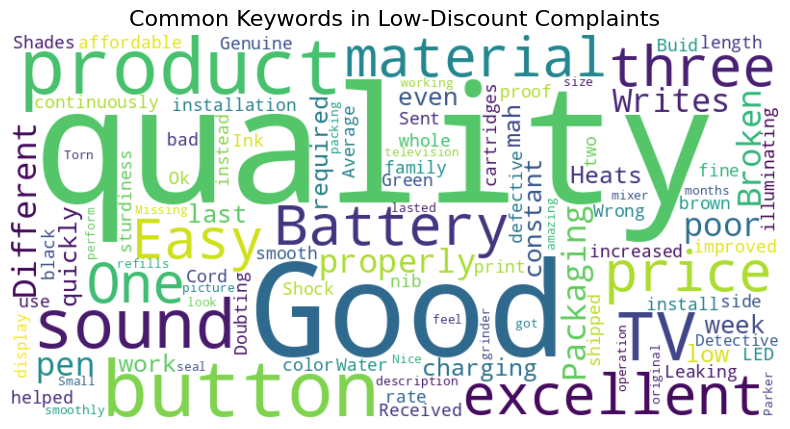 Common Keywords in Low-Discount Complaints
Shades affordable Genuine product material three Buid length
continuously installation working proof size Writes
quality
Different Torn bad instead Ink required packing Average even Sent whole mah cartridges two fine Broken illuminating
Ok television family Green defective Heats mixer months brown
sturdiness last lasted constant amazing Wrong poor
black quickly perform Missing Easy Battery Packaging increased improved
refills Cord smooth properly print price
One picture Shock nib
use look Doubting Good shipped install side
display sound feel got TV week
pen work color Water Nice charging grinder operation original low Detective LED
Small seal button description Leaking Parker
helped smoothly rate Received excellent